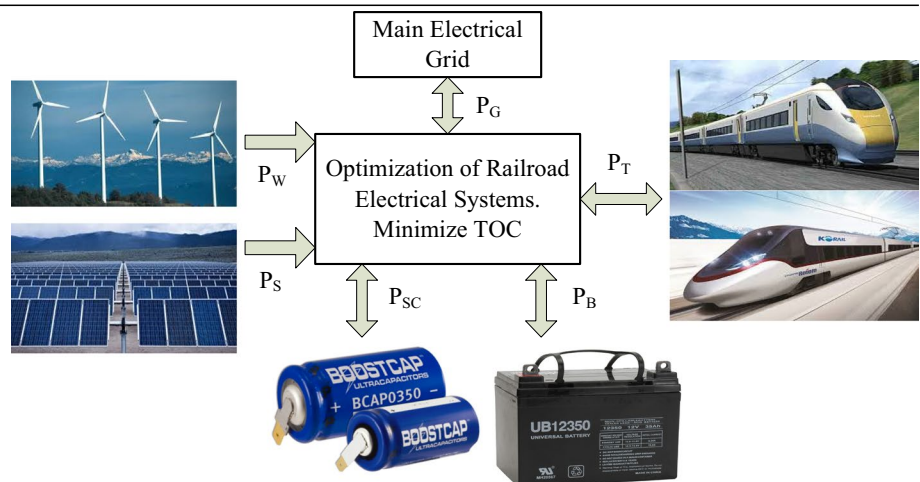 Main Electrical
Grid
P_G
P_W
Optimization of Railroad
Electrical Systems.
Minimize TOC
P_T
KORAIL
P_S
P_SC
P_B
BOOSTCAP
ULTRACAPACITORS
+ BCAP0350 -
BOOSTCAP
ULTRACAPACITORS
UB12350
UNIVERSAL BATTERY